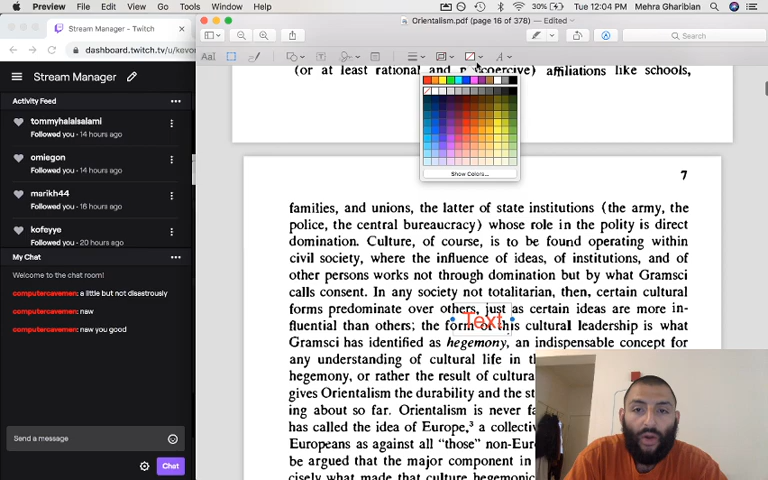 Preview File Edit View Go Tools Window Help
30% Tue 12:04 PM Mehra Gharibian
Stream Manager - Twitch
dashboard.twitch.tv/u/kevor
Stream Manager
Activity Feed
tommyhalalsalami
Followed you · 14 hours ago
omiegon
Followed you · 14 hours ago
marikh44
Followed you · 16 hours ago
kofeyye
Followed you · 20 hours ago
My Chat
Welcome to the chat room!
computercavemen: a little but not disastrously
computercavemen: naw
computercavemen: naw you good
Send a message
Chat
Orientalism.pdf (page 16 of 378) — Edited
Search
Show Colors...
(or at least rational and affiliations like schools,
7
families, and unions, the latter of state institutions (the army, the
police, the central bureaucracy) whose role in the polity is direct
domination. Culture, of course, is to be found operating within
civil society, where the influence of ideas, of institutions, and of
other persons works not through domination but by what Gramsci
calls consent. In any society not totalitarian, then, certain cultural
forms predominate over others, just as certain ideas are more in-
fluential than others; the form of this cultural leadership is what
Text
Gramsci has identified as hegemony, an indispensable concept for
any understanding of cultural life in
hegemony, or rather the result of cultura
gives Orientalism the durability and the
ing about so far. Orientalism is never
has called the idea of Europe,³ a
Europeans as against all "those"
be argued that the major component in
cisely what made that culture